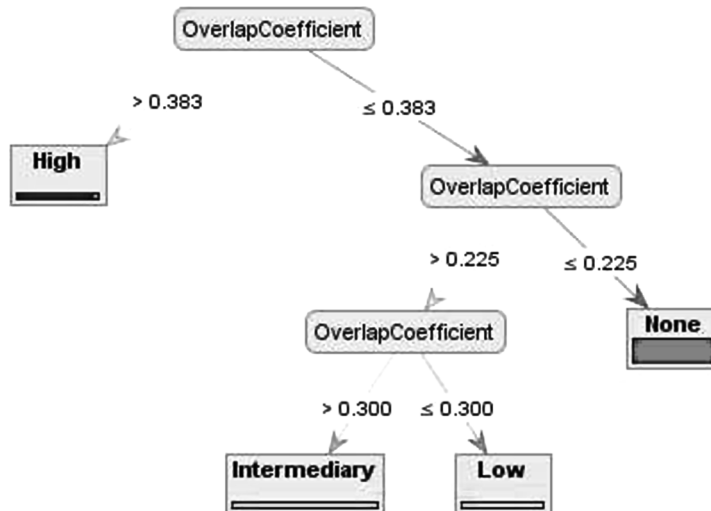 OverlapCoefficient
> 0.383
≤ 0.383
High
OverlapCoefficient
> 0.225
≤ 0.225
OverlapCoefficient
None
> 0.300
≤ 0.300
Intermediary
Low